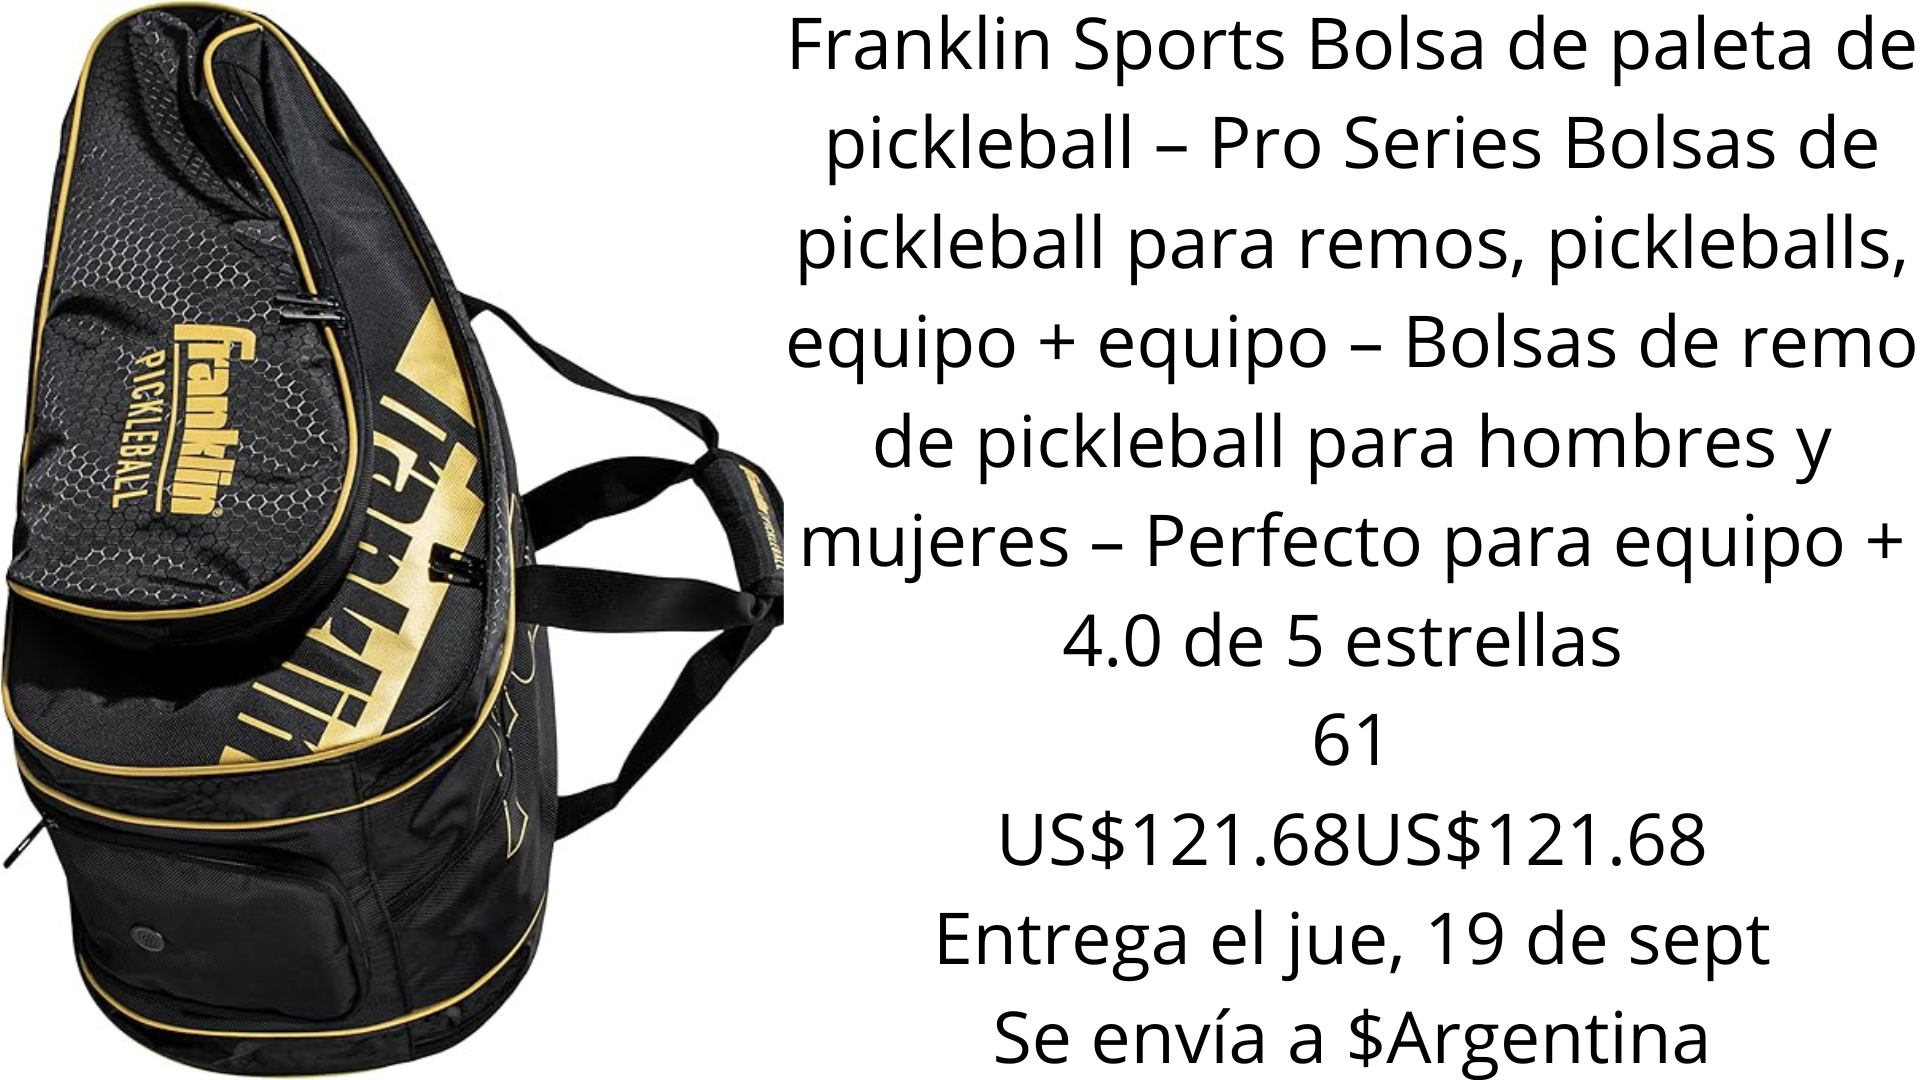 Franklin Sports Bolsa de paleta de
pickleball – Pro Series Bolsas de
pickleball para remos, pickleballs,
equipo + equipo – Bolsas de remo
de pickleball para hombres y
mujeres – Perfecto para equipo +
4.0 de 5 estrellas
61
US$121.68US$121.68
Entrega el jue, 19 de sept
Se envía a $Argentina
franklin®
PICKLEBALL
franklin